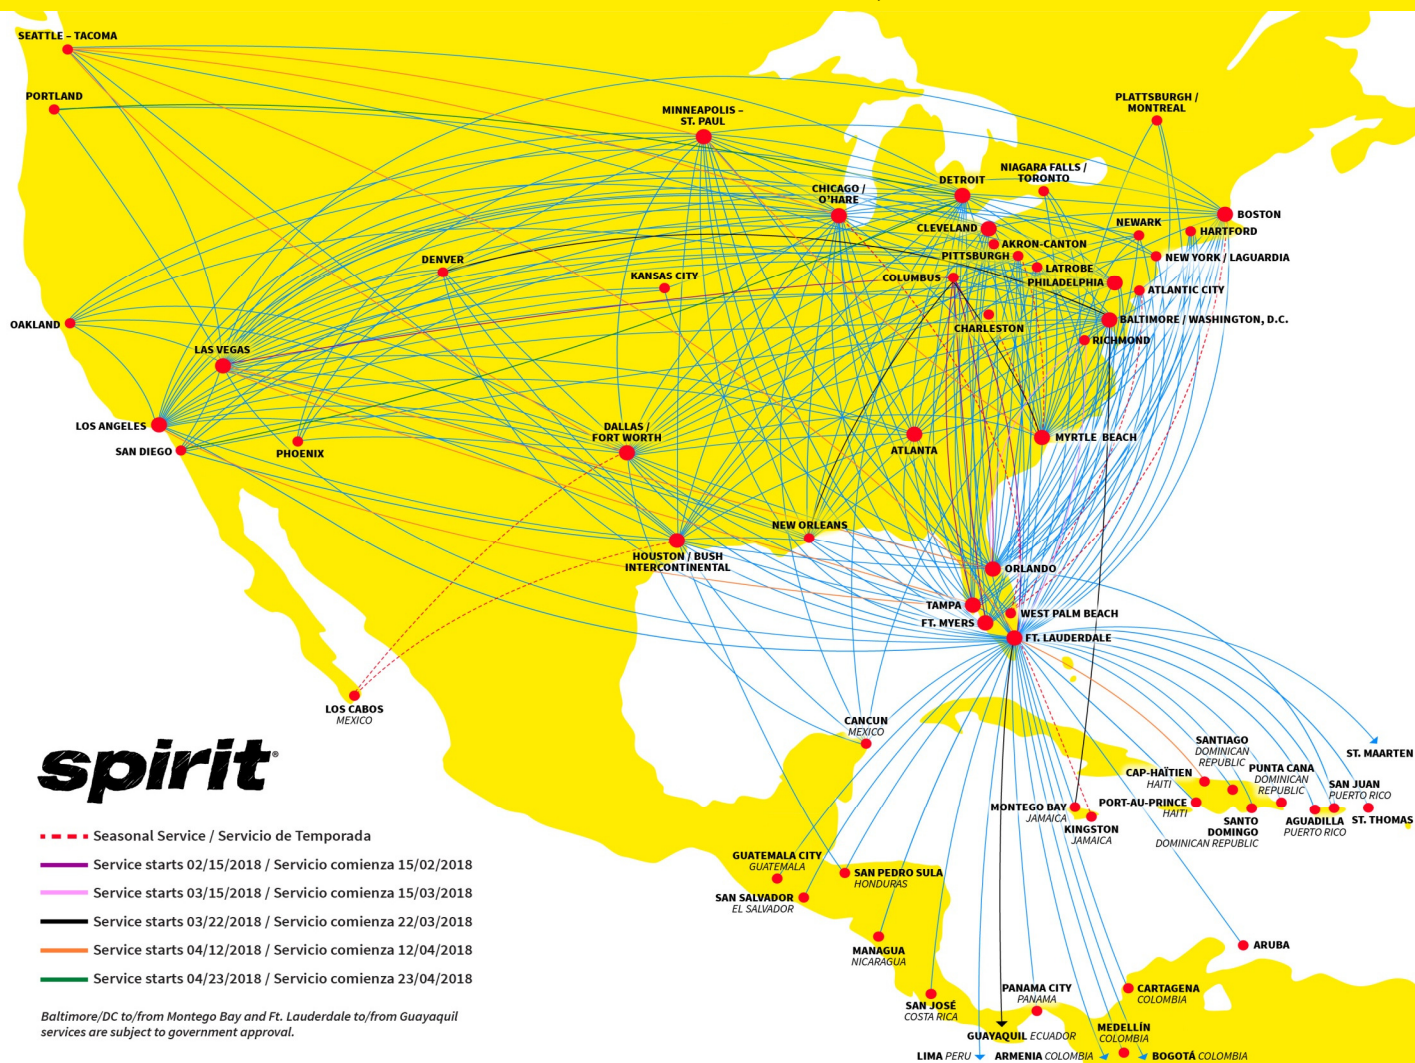 SEATTLE – TACOMA
PORTLAND
MINNEAPOLIS –
ST. PAUL
PLATTSBURGH /
MONTREAL
CHICAGO /
O'HARE
DETROIT
NIAGARA FALLS /
TORONTO
CLEVELAND
AKRON-CANTON
PITTSBURGH
LATROBE
NEWARK
BOSTON
HARTFORD
NEW YORK / LAGUARDIA
DENVER
KANSAS CITY
COLUMBUS
PHILADELPHIA
ATLANTIC CITY
OAKLAND
CHARLESTON
BALTIMORE / WASHINGTON, D.C.
RICHMOND
LAS VEGAS
LOS ANGELES
SAN DIEGO
PHOENIX
DALLAS /
FORT WORTH
ATLANTA
MYRTLE BEACH
NEW ORLEANS
HOUSTON / BUSH
INTERCONTINENTAL
ORLANDO
TAMPA
WEST PALM BEACH
FT. MYERS
FT. LAUDERDALE
LOS CABOS
MEXICO
CANCUN
MEXICO
SANTIAGO
DOMINICAN
REPUBLIC
ST. MAARTEN
CAP-HAÏTIEN
HAITI
PUNTA CANA
DOMINICAN
REPUBLIC
SAN JUAN
PUERTO RICO
MONTEGO BAY
JAMAICA
PORT-AU-PRINCE
HAITI
KINGSTON
JAMAICA
SANTO
DOMINGO
DOMINICAN REPUBLIC
AGUADILLA
PUERTO RICO
ST. THOMAS
spirit®
Seasonal Service / Servicio de Temporada
Service starts 02/15/2018 / Servicio comienza 15/02/2018
Service starts 03/15/2018 / Servicio comienza 15/03/2018
Service starts 03/22/2018 / Servicio comienza 22/03/2018
Service starts 04/12/2018 / Servicio comienza 12/04/2018
Service starts 04/23/2018 / Servicio comienza 23/04/2018
Baltimore/DC to/from Montego Bay and Ft. Lauderdale to/from Guayaquil
services are subject to government approval.
GUATEMALA CITY
GUATEMALA
SAN PEDRO SULA
HONDURAS
SAN SALVADOR
EL SALVADOR
MANAGUA
NICARAGUA
ARUBA
SAN JOSÉ
COSTA RICA
PANAMA CITY
PANAMA
CARTAGENA
COLOMBIA
GUAYAQUIL ECUADOR
MEDELLÍN
COLOMBIA
LIMA PERU
ARMENIA COLOMBIA
BOGOTÁ COLOMBIA